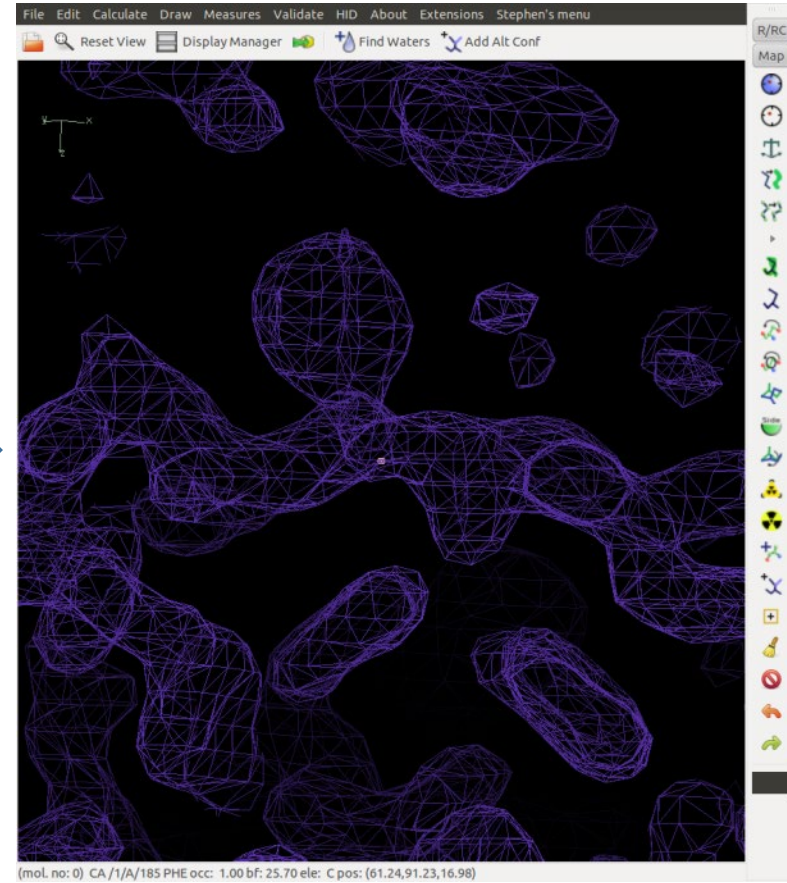 File Edit Calculate Draw Measures Validate HID About Extensions Stephen's menu
Reset View Display Manager Find Waters Add Alt Conf
R/RC
Map
x
z
Side
(mol. no: 0) CA /1/A/185 PHE occ: 1.00 bf: 25.70 ele: C pos: (61.24,91.23,16.98)